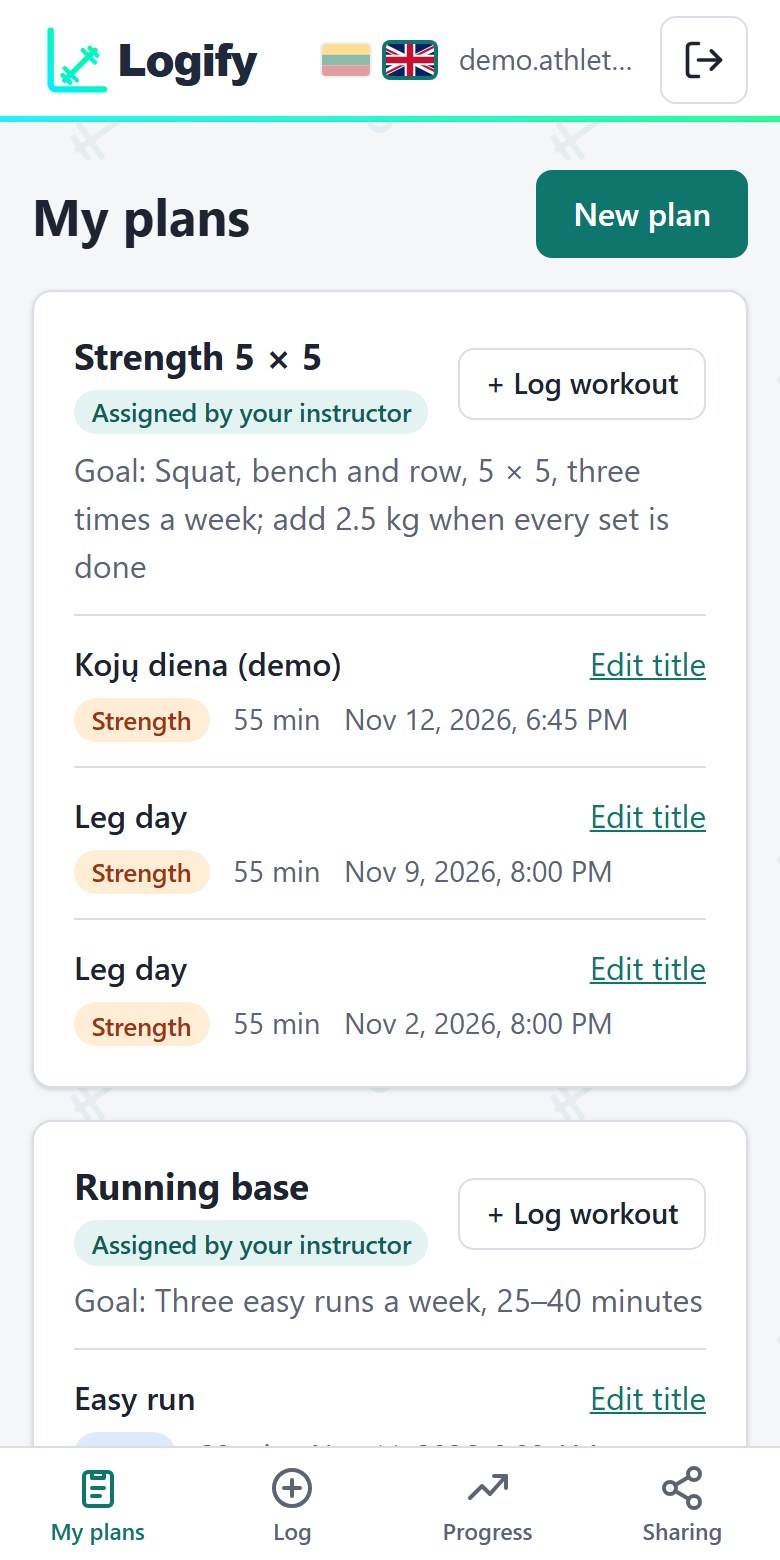 Logify
demo.athlet...
My plans
New plan
Strength 5 × 5
+ Log workout
Assigned by your instructor
Goal: Squat, bench and row, 5 × 5, three
times a week; add 2.5 kg when every set is
done
Kojų diena (demo)
Edit title
Strength
55 min
Nov 12, 2026, 6:45 PM
Leg day
Edit title
Strength
55 min
Nov 9, 2026, 8:00 PM
Leg day
Edit title
Strength
55 min
Nov 2, 2026, 8:00 PM
Running base
+ Log workout
Assigned by your instructor
Goal: Three easy runs a week, 25–40 minutes
Easy run
Edit title
My plans
Log
Progress
Sharing